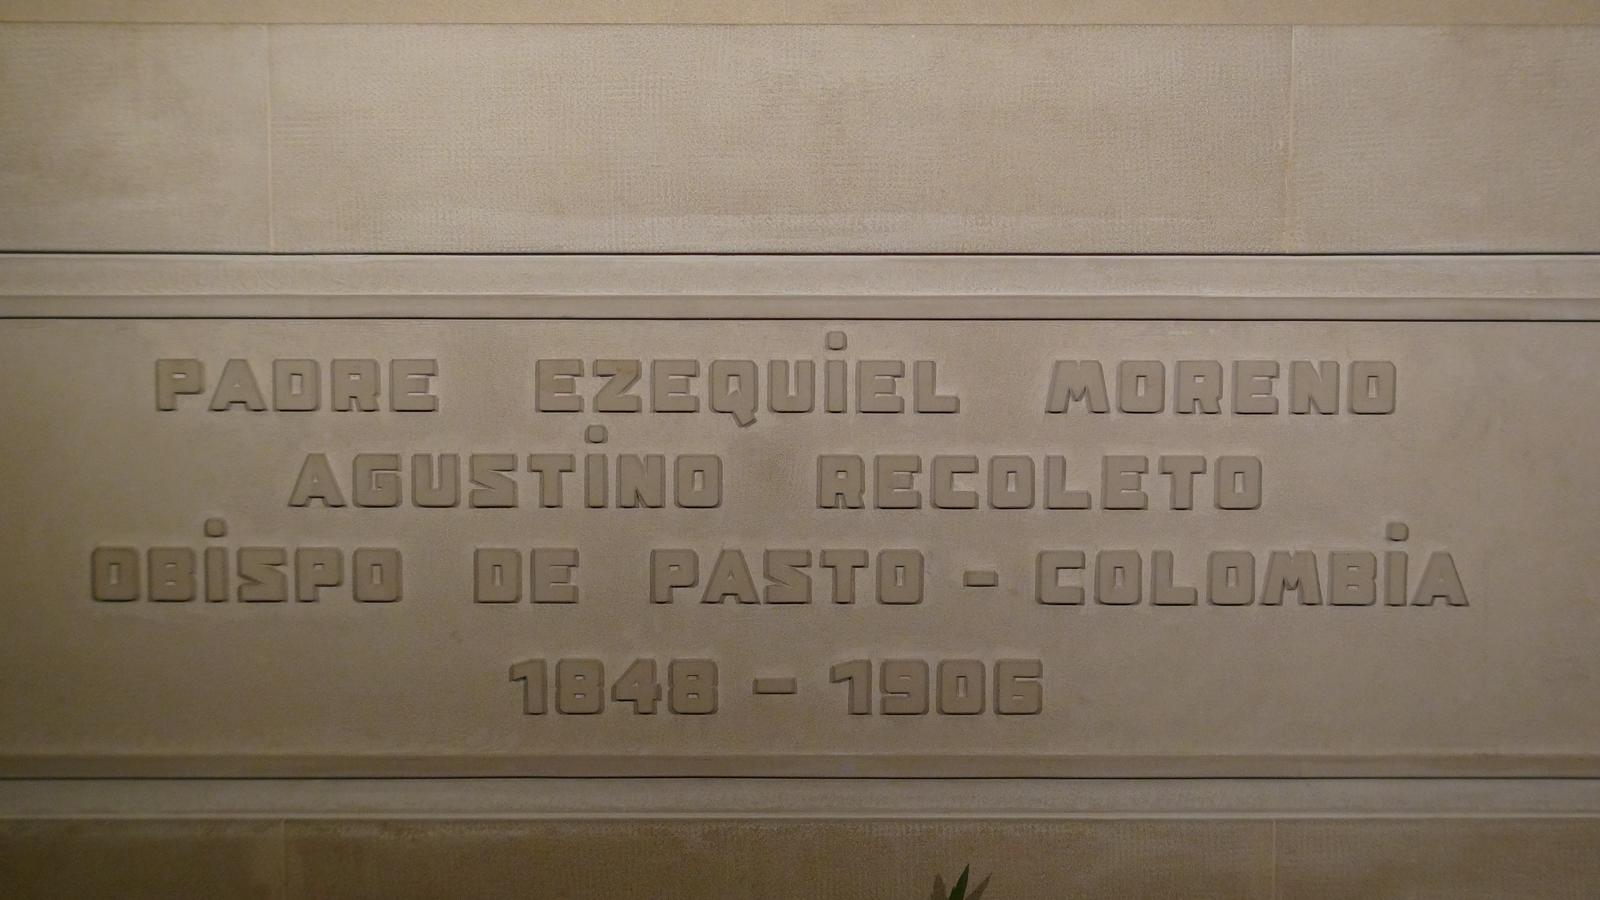 PADRE EZEQUiEL MORENO
AGUSTiNO RECOLETO
OBiSPO DE PASTO - COLOMBiA
1848 - 1906